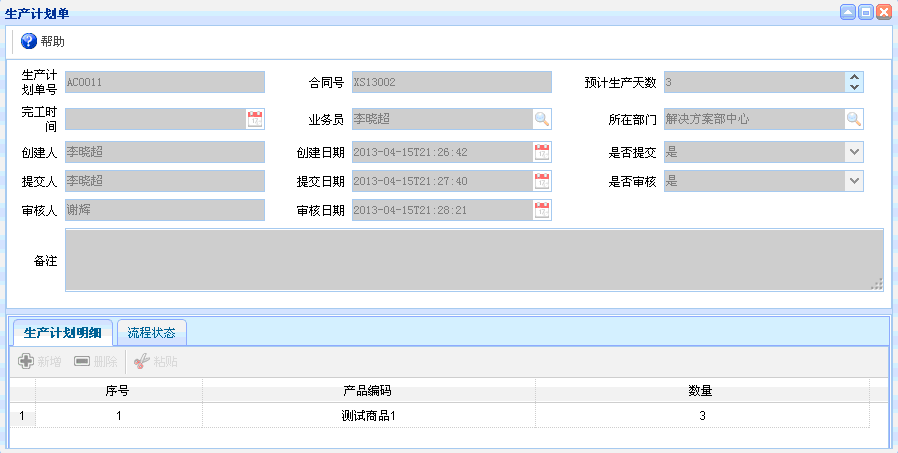 生产计划单
帮助
生产计划单号 AC0011 合同号 XS13002 预计生产天数 3
完工时间 业务员 李晓超 所在部门 解决方案部中心
创建人 李晓超 创建日期 2013-04-15T21:26:42 是否提交 是
提交人 李晓超 提交日期 2013-04-15T21:27:40 是否审核 是
审核人 谢辉 审核日期 2013-04-15T21:28:21
备注
生产计划明细 流程状态
新增 删除 粘贴
序号 产品编码 数量
1 1 测试商品1 3